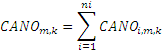 CANO_{m,k} = \sum_{i=1}^{ni} CANO_{i,m,k}